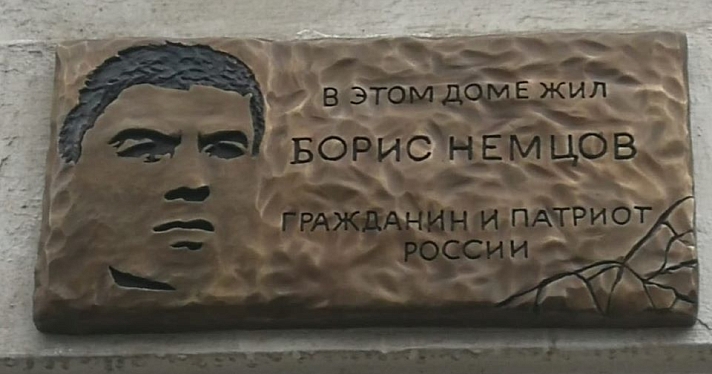 В ЭТОМ ДОМЕ ЖИЛ
БОРИС НЕМЦОВ
ГРАЖДАНИН И ПАТРИОТ
РОССИИ